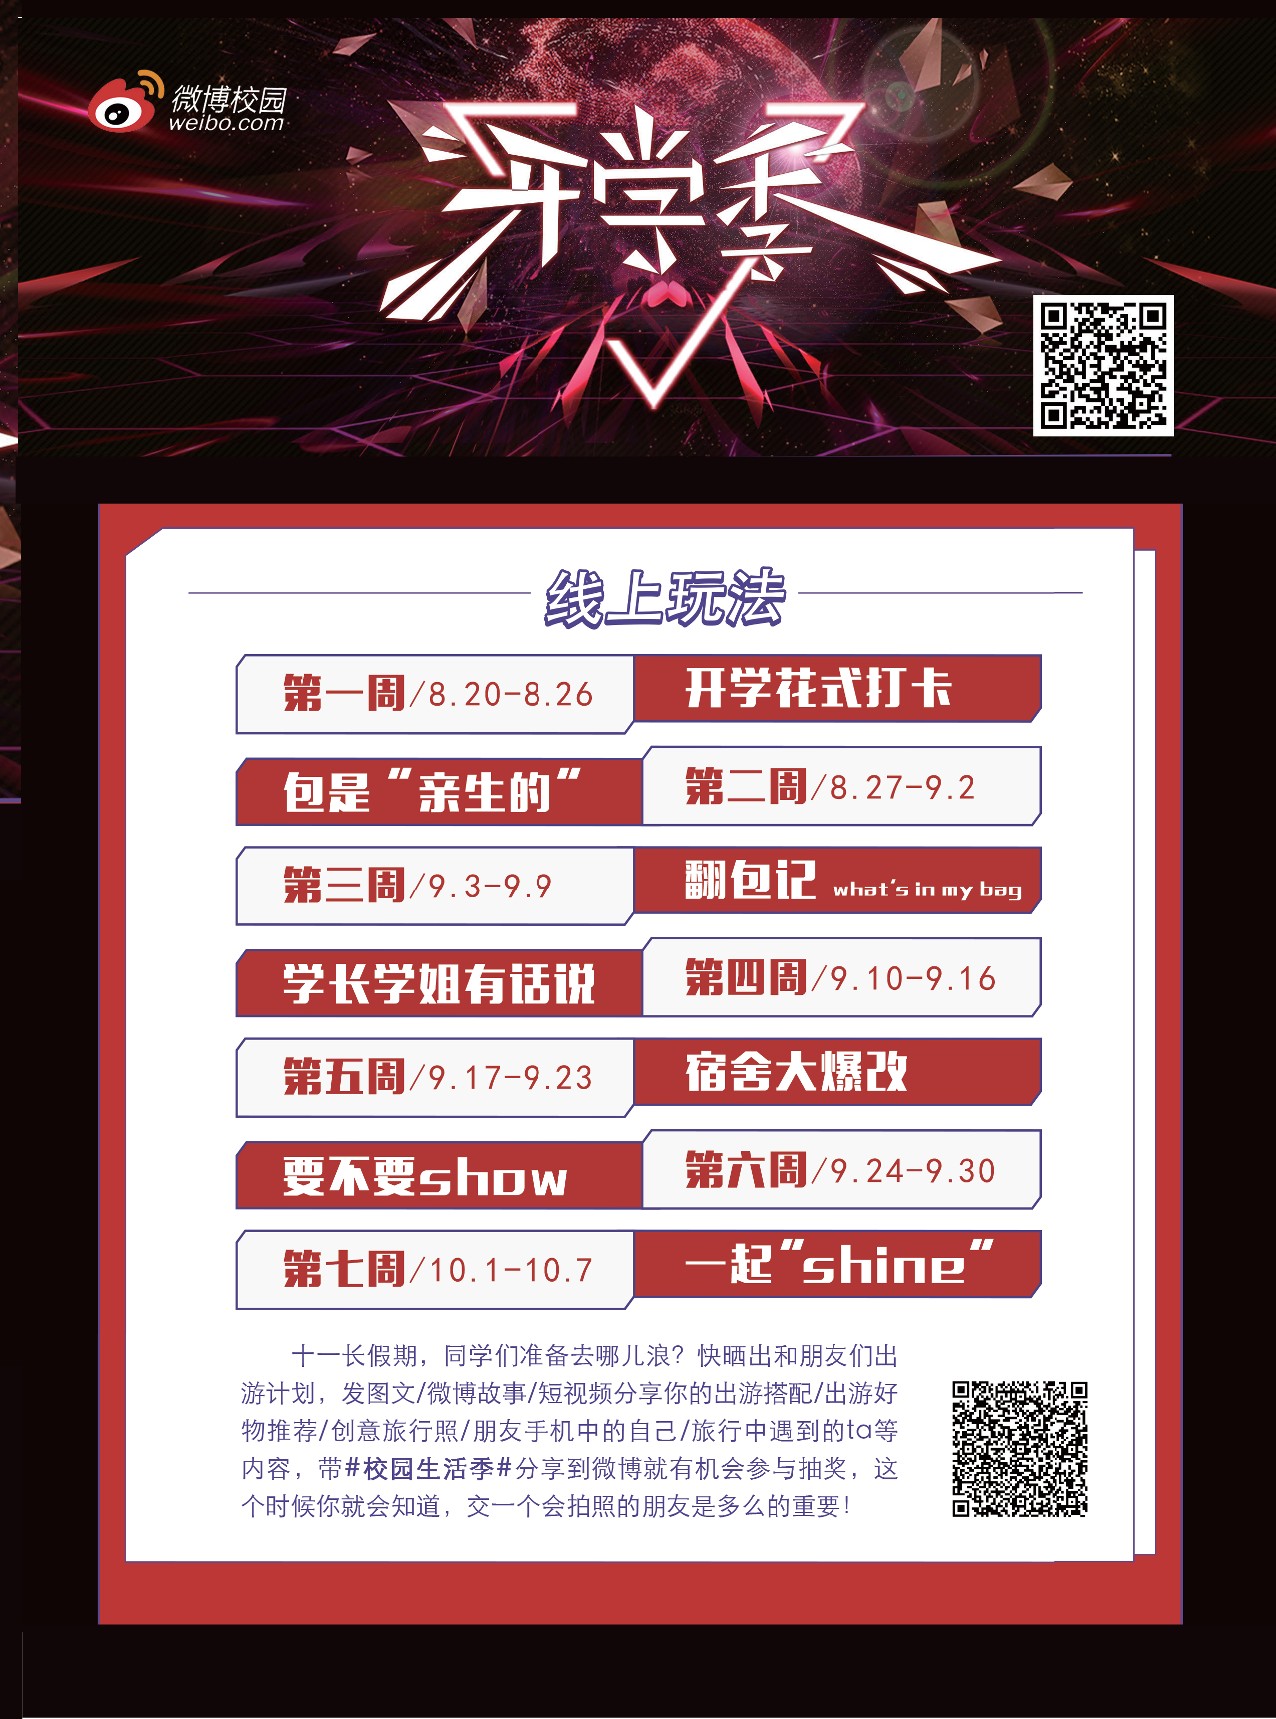 微博校园
weibo.com
开学季
线上玩法
第一周/8.20-8.26
开学花式打卡
包是“亲生的”
第二周/8.27-9.2
第三周/9.3-9.9
翻包记 what's in my bag
学长学姐有话说
第四周/9.10-9.16
第五周/9.17-9.23
宿舍大爆改
要不要show
第六周/9.24-9.30
第七周/10.1-10.7
一起“shine”
十一长假期，同学们准备去哪儿浪？快晒出和朋友们出
游计划，发图文/微博故事/短视频分享你的出游搭配/出游好
物推荐/创意旅行照/朋友手机中的自己/旅行中遇到的ta等
内容，带#校园生活季#分享到微博就有机会参与抽奖，这
个时候你就会知道，交一个会拍照的朋友是多么的重要！